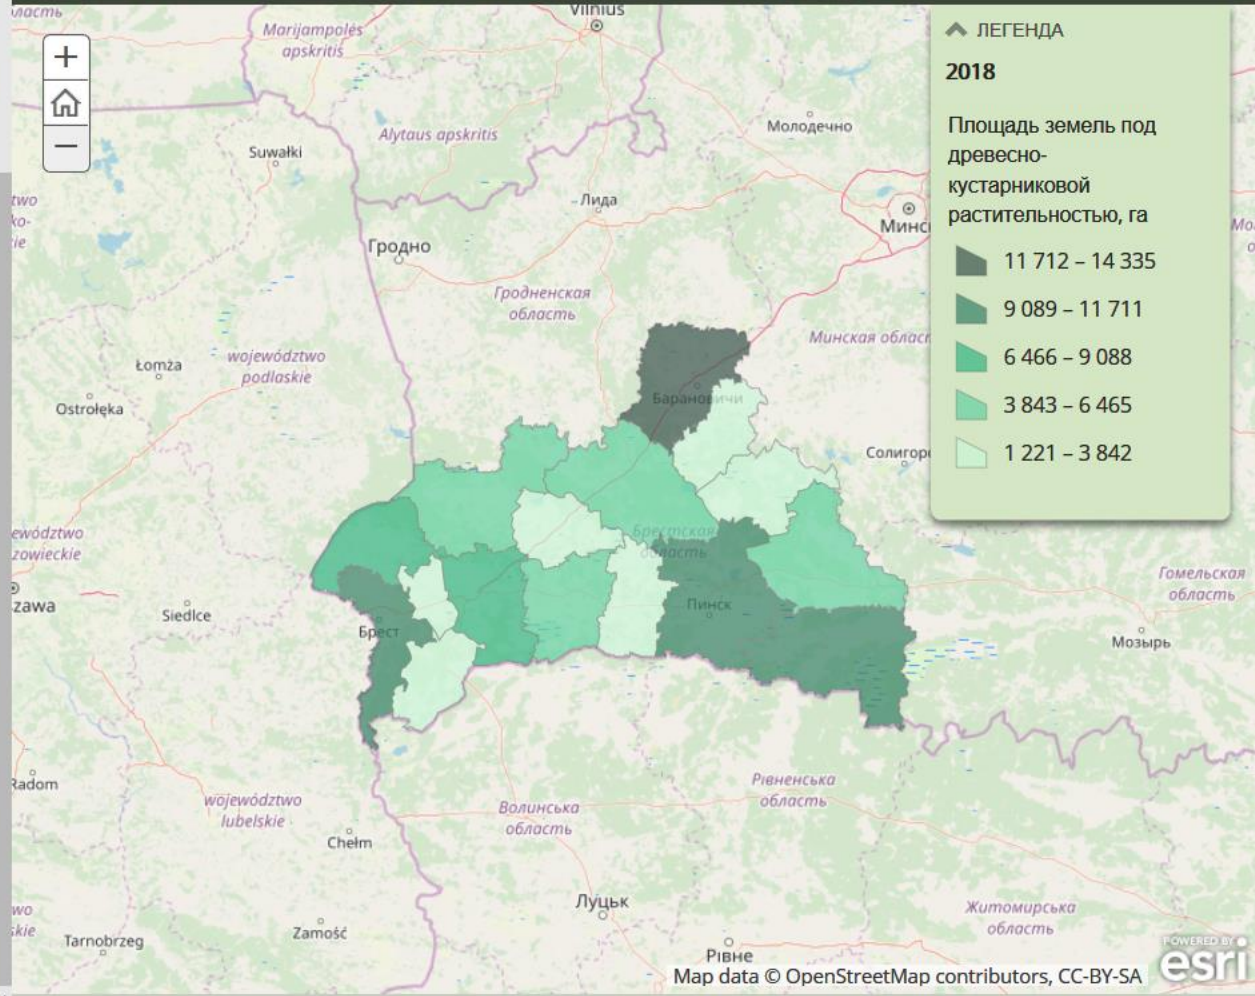 ласть
Vilnius
Marijampolės
apskritis
ЛЕГЕНДА
2018
Площадь земель под
древесно-
кустарниковой
растительностью, га
11 712 – 14 335
9 089 – 11 711
6 466 – 9 088
3 843 – 6 465
1 221 – 3 842
Alytaus apskritis
Молодечно
Suwałki
Лида
Гродно
Гродненская
область
Минская
województwo
podlaskie
Łomża
Ostrołęka
Барановичи
Брестская
область
Siedlce
Брест
Пинск
Гомельская
область
Мозырь
województwo
lubelskie
Chełm
Волинська
область
Рівненська
область
Луцьк
Житомирська
область
Zamość
Tarnobrzeg
Рівне
Map data © OpenStreetMap contributors, CC-BY-SA
POWERED BY
esri